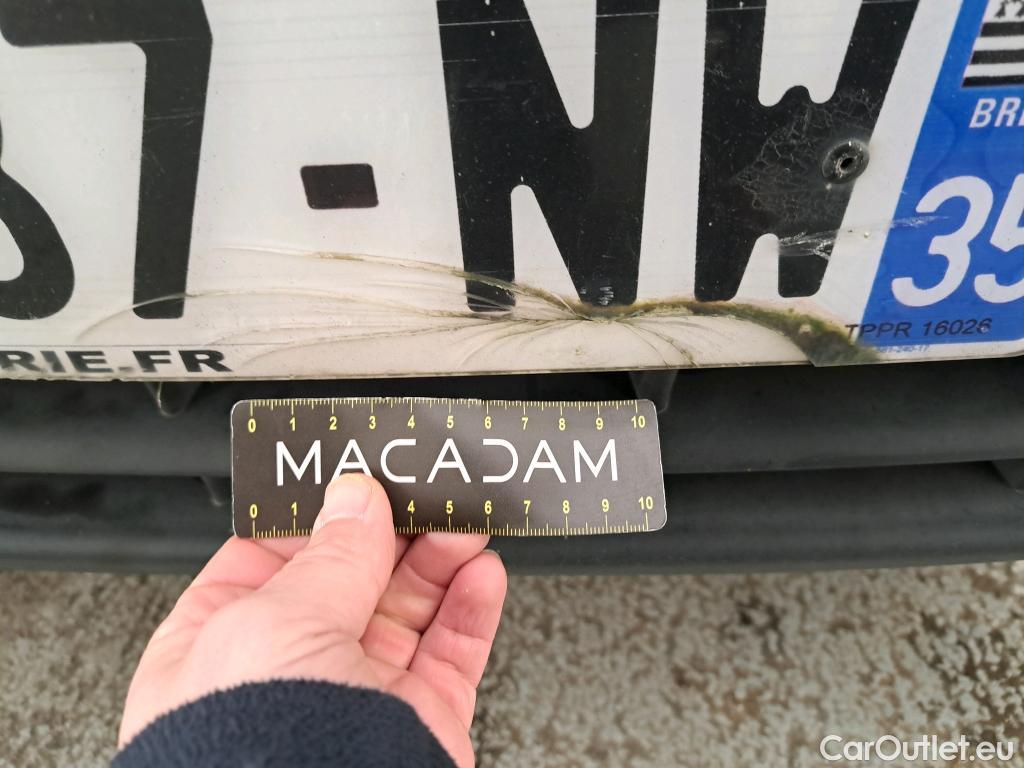 87-NW
BR
35
TPPR 16026
RIE.FR
0 1 2 3 4 5 6 7 8 9 10
MACADAM
0 1 4 5 6 7 8 9 10
CarOutlet.eu